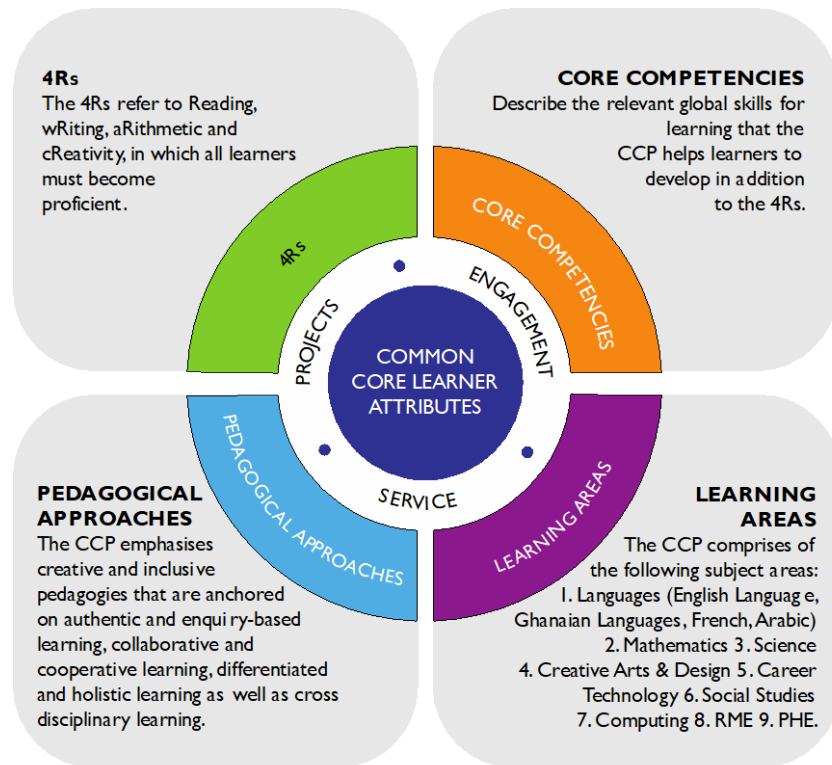 4Rs
The 4Rs refer to Reading,
wRiting, aRithmetic and
cReativity, in which all learners
must become
proficient.
CORE COMPETENCIES
Describe the relevant global skills for
learning that the
CCP helps learners to
develop in addition
to the 4Rs.
4Rs
CORE COMPETENCIES
PROJECTS
ENGAGEMENT
COMMON
CORE LEARNER
ATTRIBUTES
SERVICE
PEDAGOGICAL APPROACHES
LEARNING AREAS
PEDAGOGICAL
APPROACHES
The CCP emphasises
creative and inclusive
pedagogies that are anchored
on authentic and enquiry-based
learning, collaborative and
cooperative learning, differentiated
and holistic learning as well as cross
disciplinary learning.
LEARNING
AREAS
The CCP comprises of
the following subject areas:
1. Languages (English Language,
Ghanaian Languages, French, Arabic)
2. Mathematics 3. Science
4. Creative Arts & Design 5. Career
Technology 6. Social Studies
7. Computing 8. RME 9. PHE.